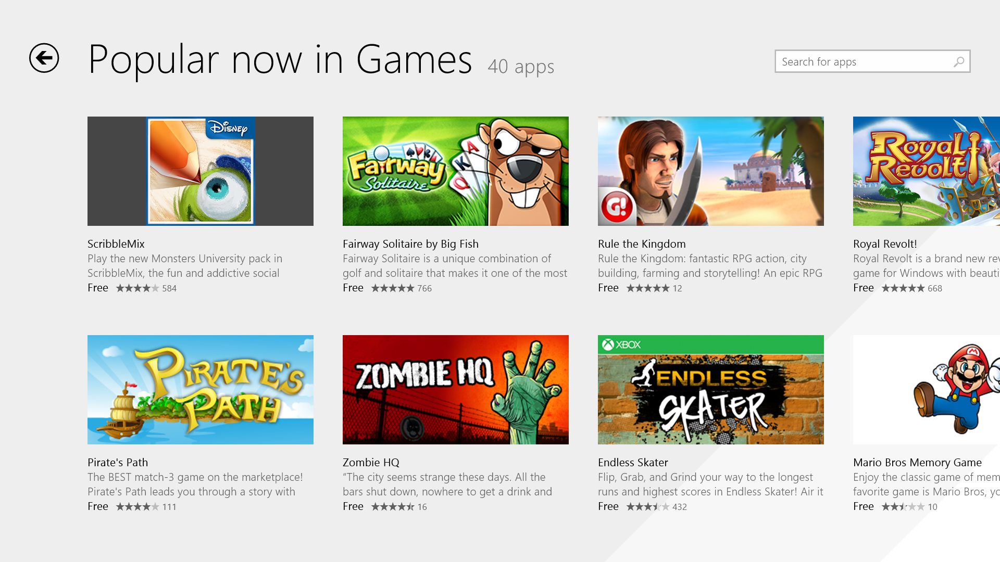 Popular now in Games 40 apps
Search for apps
Disney
Fairway
Solitaire
A
K
Q
G!
Royal
Revolt!
ScribbleMix
Play the new Monsters University pack in
ScribbleMix, the fun and addictive social
Free 584
Fairway Solitaire by Big Fish
Fairway Solitaire is a unique combination of
golf and solitaire that makes it one of the most
Free 766
Rule the Kingdom
Rule the Kingdom: fantastic RPG action, city
building, farming and storytelling! An epic RPG
Free 12
Royal Revolt!
Royal Revolt is a brand new rev
game for Windows with beauti
Free 668
PIRATE'S
PATH
ZOMBIE HQ
XBOX
ENDLESS
SKATER
M
Pirate's Path
The BEST match-3 game on the marketplace!
Pirate's Path leads you through a story with
Free 111
Zombie HQ
“The city seems strange these days. All the
bars shut down, nowhere to get a drink and
Free 16
Endless Skater
Flip, Grab, and Grind your way to the longest
runs and highest scores in Endless Skater! Air it
Free 432
Mario Bros Memory Game
Enjoy the classic game of mem
favorite game is Mario Bros, yo
Free 10